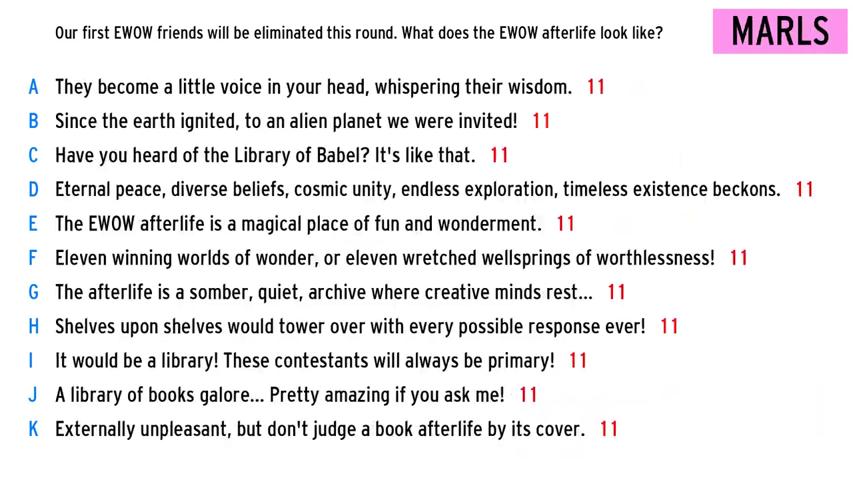 Our first EWOW friends will be eliminated this round. What does the EWOW afterlife look like?
MARLS
A They become a little voice in your head, whispering their wisdom. 11
B Since the earth ignited, to an alien planet we were invited! 11
C Have you heard of the Library of Babel? It's like that. 11
D Eternal peace, diverse beliefs, cosmic unity, endless exploration, timeless existence beckons. 11
E The EWOW afterlife is a magical place of fun and wonderment. 11
F Eleven winning worlds of wonder, or eleven wretched wellsprings of worthlessness! 11
G The afterlife is a somber, quiet, archive where creative minds rest... 11
H Shelves upon shelves would tower over with every possible response ever! 11
I It would be a library! These contestants will always be primary! 11
J A library of books galore... Pretty amazing if you ask me! 11
K Externally unpleasant, but don't judge a book afterlife by its cover. 11